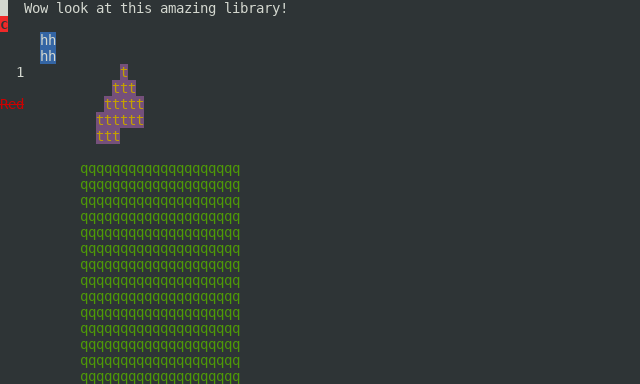 Wow look at this amazing library!
c
hh
hh
1 t
ttt
Red ttttt
tttttt
ttt
qqqqqqqqqqqqqqqqqqqq
qqqqqqqqqqqqqqqqqqqq
qqqqqqqqqqqqqqqqqqqq
qqqqqqqqqqqqqqqqqqqq
qqqqqqqqqqqqqqqqqqqq
qqqqqqqqqqqqqqqqqqqq
qqqqqqqqqqqqqqqqqqqq
qqqqqqqqqqqqqqqqqqqq
qqqqqqqqqqqqqqqqqqqq
qqqqqqqqqqqqqqqqqqqq
qqqqqqqqqqqqqqqqqqqq
qqqqqqqqqqqqqqqqqqqq
qqqqqqqqqqqqqqqqqqqq
qqqqqqqqqqqqqqqqqqqq